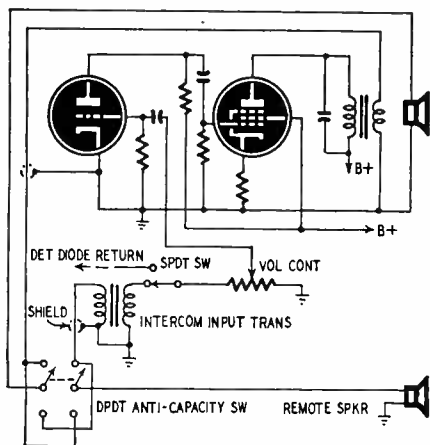 B+
B+
DET DIODE RETURN
SPDT SW
VOL CONT
SHIELD
INTERCOM INPUT TRANS
DPDT ANTI-CAPACITY SW
REMOTE SPKR